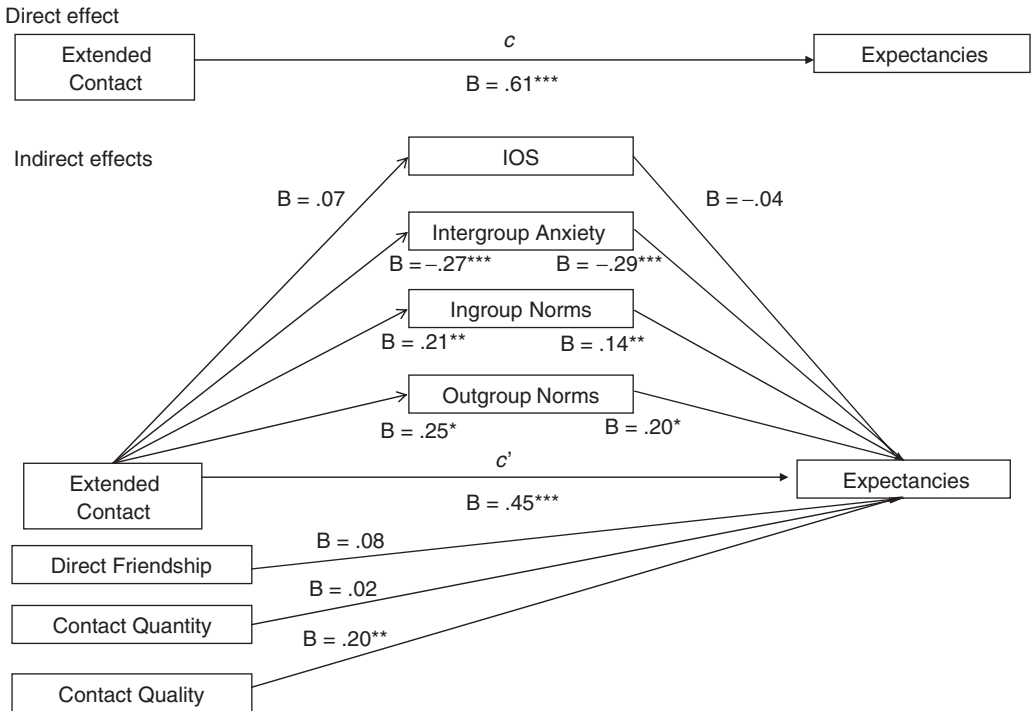 Direct effect
Extended
Contact
c
B = .61***
Expectancies
Indirect effects
IOS
B = .07
B = –.04
Intergroup Anxiety
B = –.27***
B = –.29***
Ingroup Norms
B = .21**
B = .14**
Outgroup Norms
B = .25*
B = .20*
Extended
Contact
c’
B = .45***
Expectancies
Direct Friendship
B = .08
Contact Quantity
B = .02
Contact Quality
B = .20**